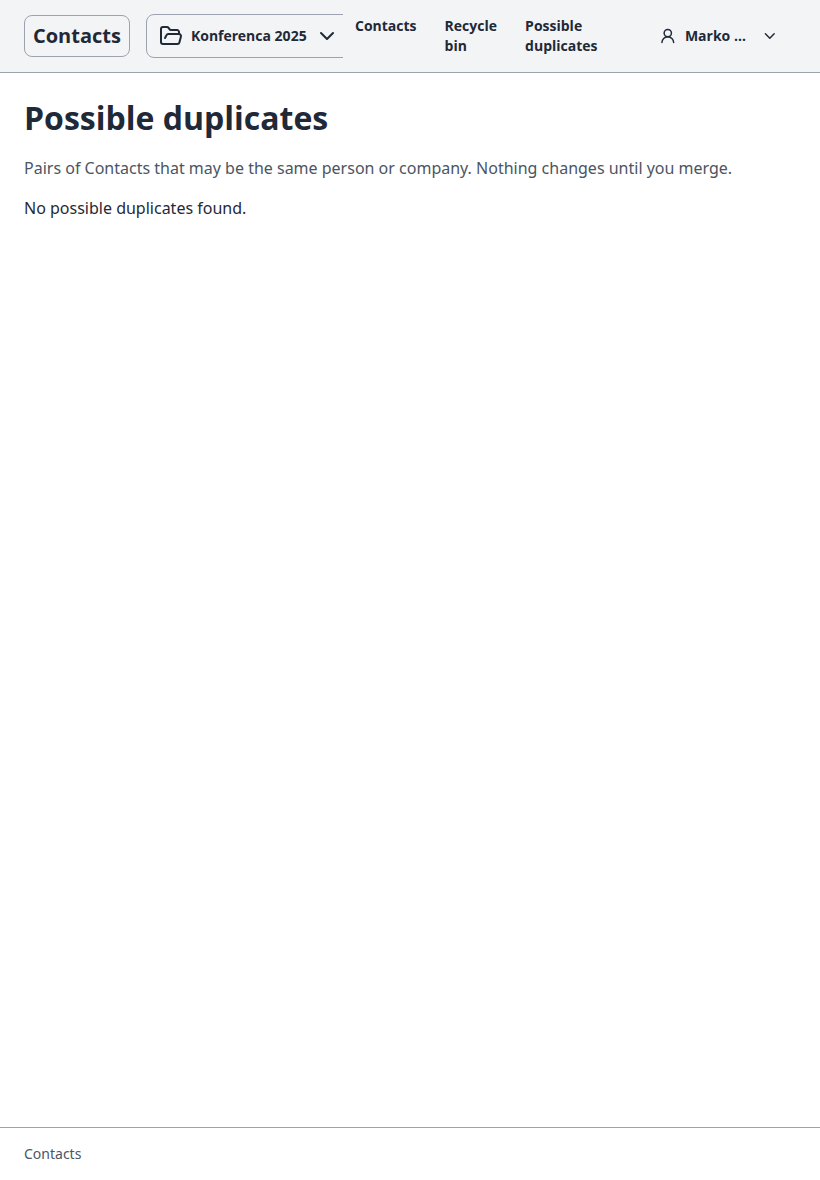 Contacts
Konferenca 2025
Contacts
Recycle
bin
Possible
duplicates
Marko ...
Possible duplicates
Pairs of Contacts that may be the same person or company. Nothing changes until you merge.
No possible duplicates found.
Contacts